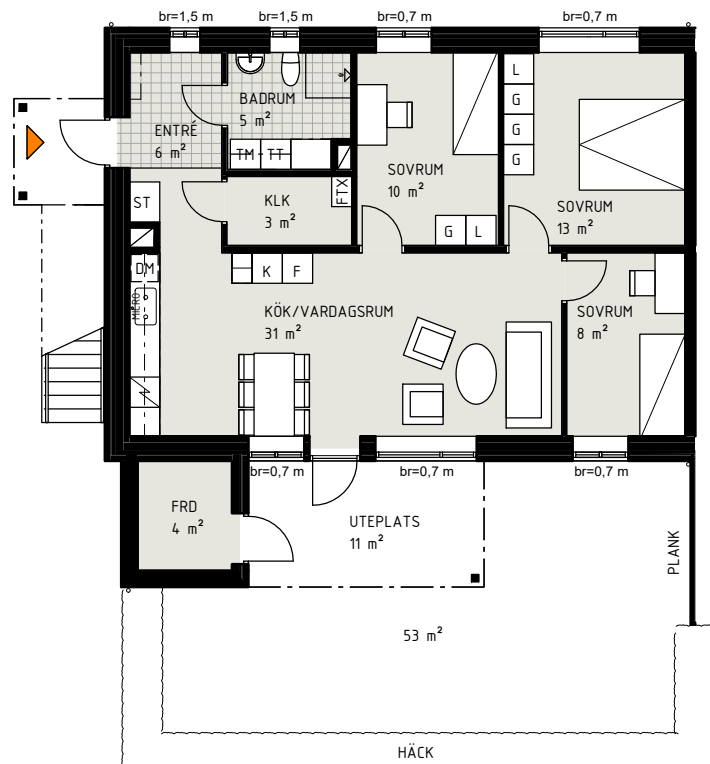 br=1,5 m
br=1,5 m
br=0,7 m
br=0,7 m
BADRUM
5 m²
ENTRÉ
6 m²
TM
TT
L
G
G
G
SOVRUM
10 m²
SOVRUM
13 m²
ST
KLK
3 m²
FTX
G
L
DM
MICRO
K
F
KÖK/VARDAGSRUM
31 m²
SOVRUM
8 m²
br=0,7 m
br=0,7 m
br=0,7 m
FRD
4 m²
UTEPLATS
11 m²
PLANK
53 m²
HÄCK